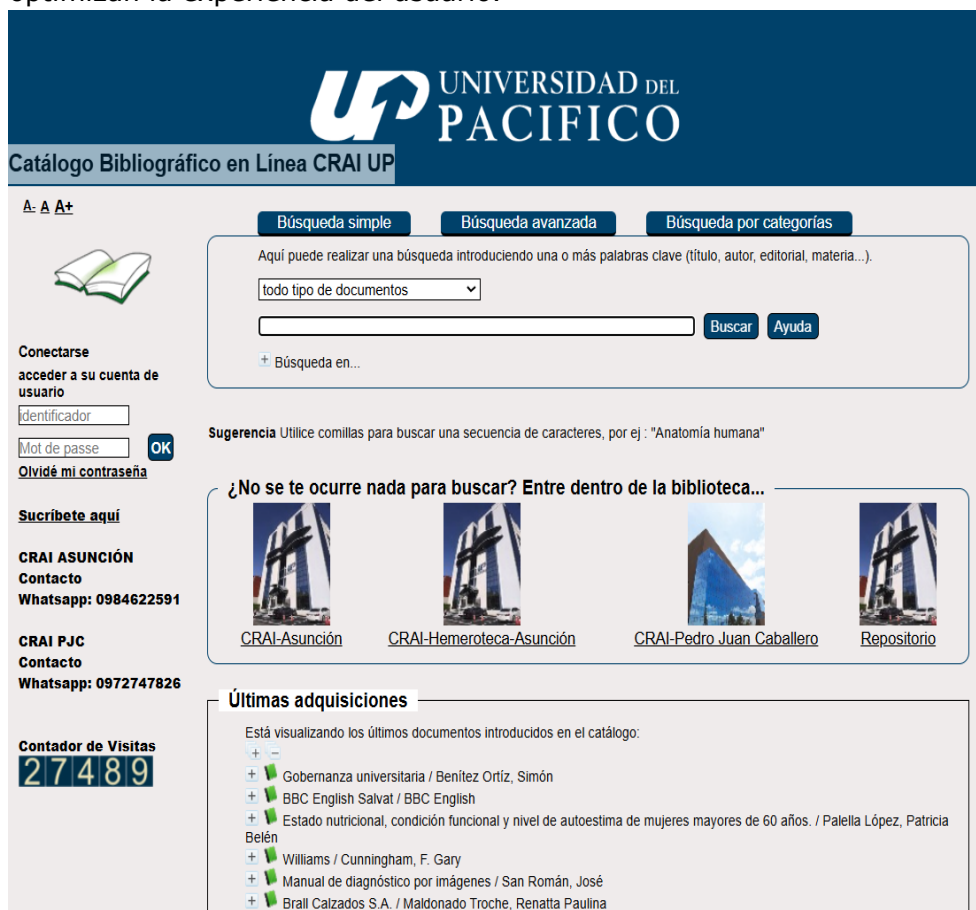 optimizan la experiencia del usuario.
UP UNIVERSIDAD DEL
PACIFICO
Catálogo Bibliográfico en Línea CRAI UP
A- A A+
Búsqueda simple
Búsqueda avanzada
Búsqueda por categorías
Aquí puede realizar una búsqueda introduciendo una o más palabras clave (título, autor, editorial, materia...).
todo tipo de documentos
Buscar
Ayuda
+ Búsqueda en...
Conectarse
acceder a su cuenta de
usuario
identificador
Mot de passe
OK
Olvidé mi contraseña
Sucríbete aquí
CRAI ASUNCIÓN
Contacto
Whatsapp: 0984622591
CRAI PJC
Contacto
Whatsapp: 0972747826
Contador de Visitas
27489
Sugerencia Utilice comillas para buscar una secuencia de caracteres, por ej : "Anatomía humana"
¿No se te ocurre nada para buscar? Entre dentro de la biblioteca...
CRAI-Asunción
CRAI-Hemeroteca-Asunción
CRAI-Pedro Juan Caballero
Repositorio
Últimas adquisiciones
Está visualizando los últimos documentos introducidos en el catálogo:
+ −
+ Gobernanza universitaria / Benítez Ortíz, Simón
+ BBC English Salvat / BBC English
+ Estado nutricional, condición funcional y nivel de autoestima de mujeres mayores de 60 años. / Palella López, Patricia
Belén
+ Williams / Cunningham, F. Gary
+ Manual de diagnóstico por imágenes / San Román, José
+ Brall Calzados S.A. / Maldonado Troche, Renatta Paulina